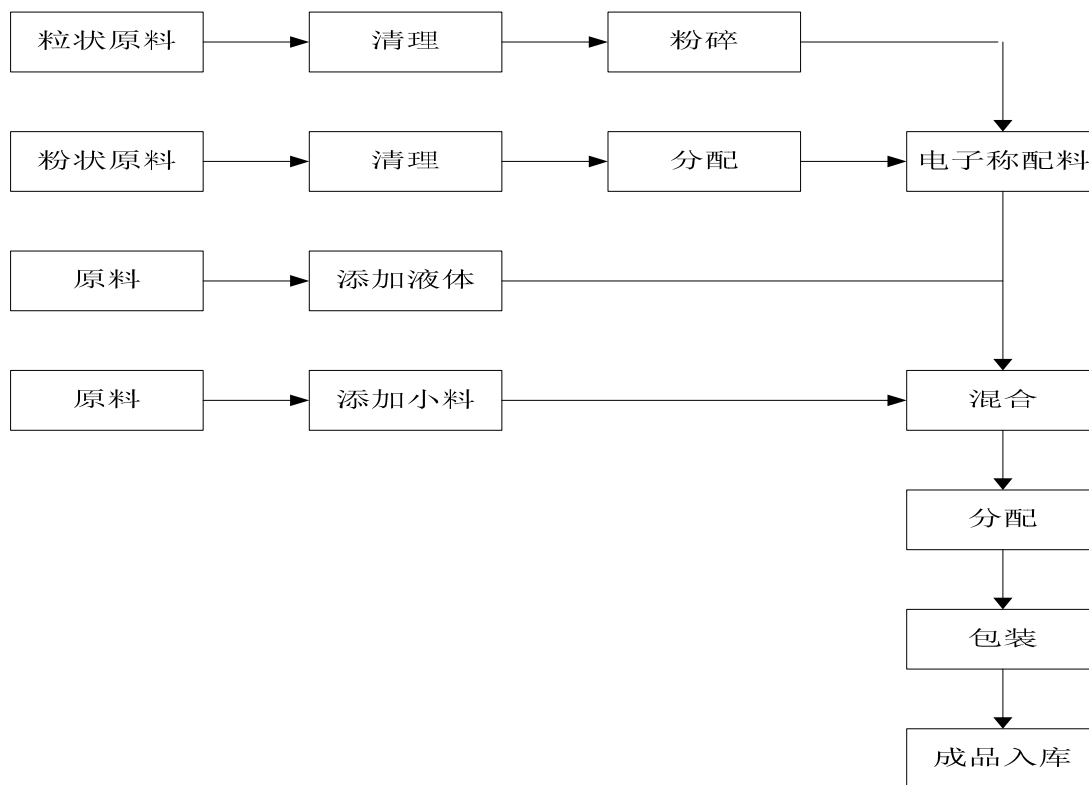 粒状原料
清理
粉碎
粉状原料
清理
分配
电子称配料
原料
添加液体
原料
添加小料
混合
分配
包装
成品入库